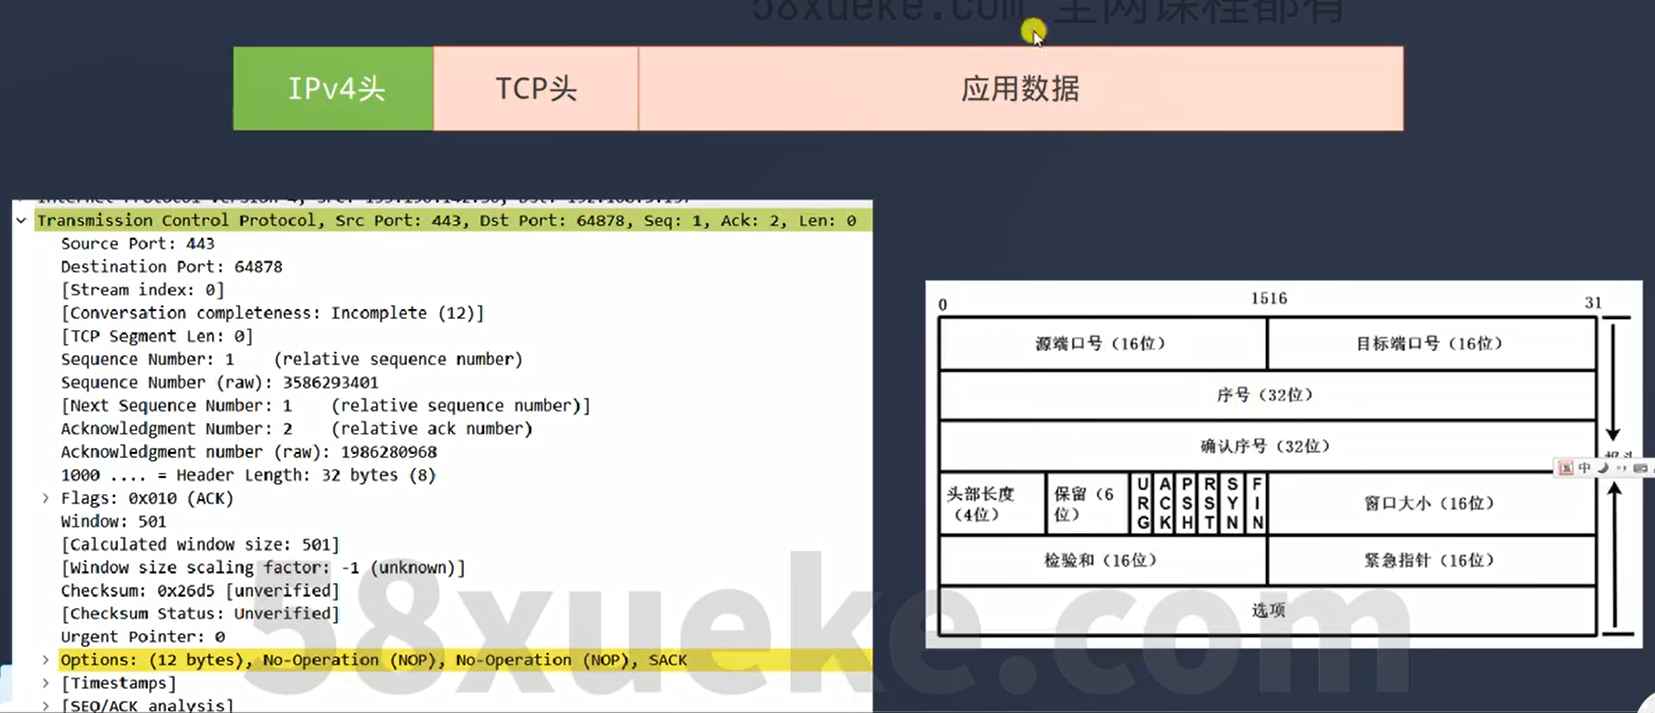 58xueke.com 全网课程都有
IPv4头 TCP头 应用数据
Internet Protocol Version 4, Src:
Transmission Control Protocol, Src Port: 443, Dst Port: 64878, Seq: 1, Ack: 2, Len: 0
Source Port: 443
Destination Port: 64878
[Stream index: 0]
[Conversation completeness: Incomplete (12)]
[TCP Segment Len: 0]
Sequence Number: 1 (relative sequence number)
Sequence Number (raw): 3586293401
[Next Sequence Number: 1 (relative sequence number)]
Acknowledgment Number: 2 (relative ack number)
Acknowledgment number (raw): 1986280968
1000 .... = Header Length: 32 bytes (8)
Flags: 0x010 (ACK)
Window: 501
[Calculated window size: 501]
[Window size scaling factor: -1 (unknown)]
Checksum: 0x26d5 [unverified]
[Checksum Status: Unverified]
Urgent Pointer: 0
Options: (12 bytes), No-Operation (NOP), No-Operation (NOP), SACK
[Timestamps]
[SEQ/ACK analysis]
0 1516 31
源端口号（16位） 目标端口号（16位）
序号（32位）
确认序号（32位）
头部长度（4位） 保留（6位） URG ACK PSH RST SYN FIN 窗口大小（16位）
检验和（16位） 紧急指针（16位）
选项
中
58xueke.com